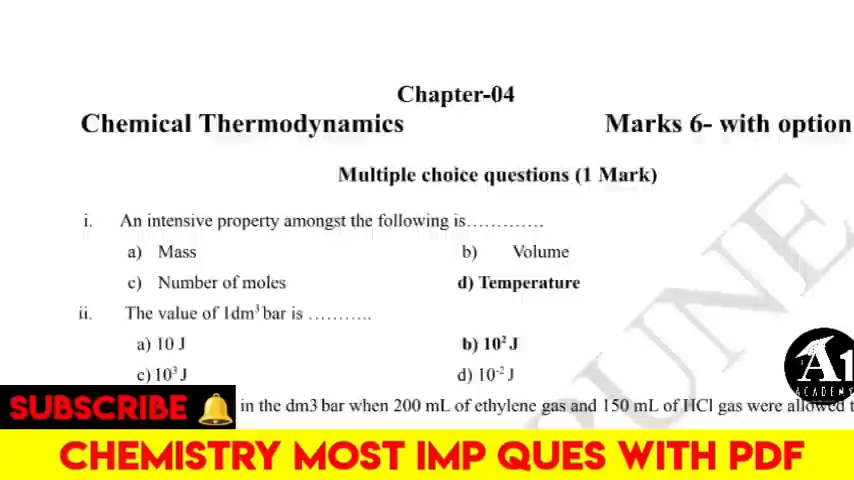 Chapter-04
Chemical Thermodynamics Marks 6- with option
Multiple choice questions (1 Mark)
i. An intensive property amongst the following is.............
a) Mass b) Volume
c) Number of moles d) Temperature
ii. The value of 1dm³ bar is ...........
a) 10 J b) 10² J
c) 10³ J d) 10⁻² J
in the dm3 bar when 200 mL of ethylene gas and 150 mL of HCl gas were allowed t
PUNE
A1
ACADEMY
SUBSCRIBE
CHEMISTRY MOST IMP QUES WITH PDF